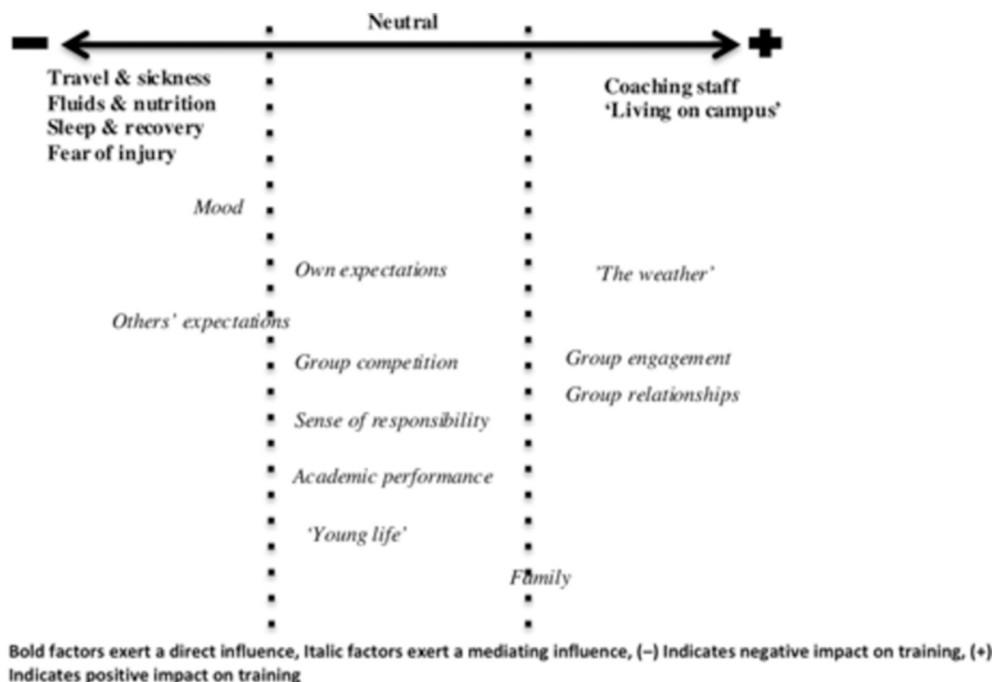 Neutral
Travel & sickness
Fluids & nutrition
Sleep & recovery
Fear of injury
Coaching staff
‘Living on campus’
Mood
Own expectations
’The weather’
Others’ expectations
Group competition
Group engagement
Group relationships
Sense of responsibility
Academic performance
‘Young life’
Family
Bold factors exert a direct influence, Italic factors exert a mediating influence, (−) Indicates negative impact on training, (+)
Indicates positive impact on training